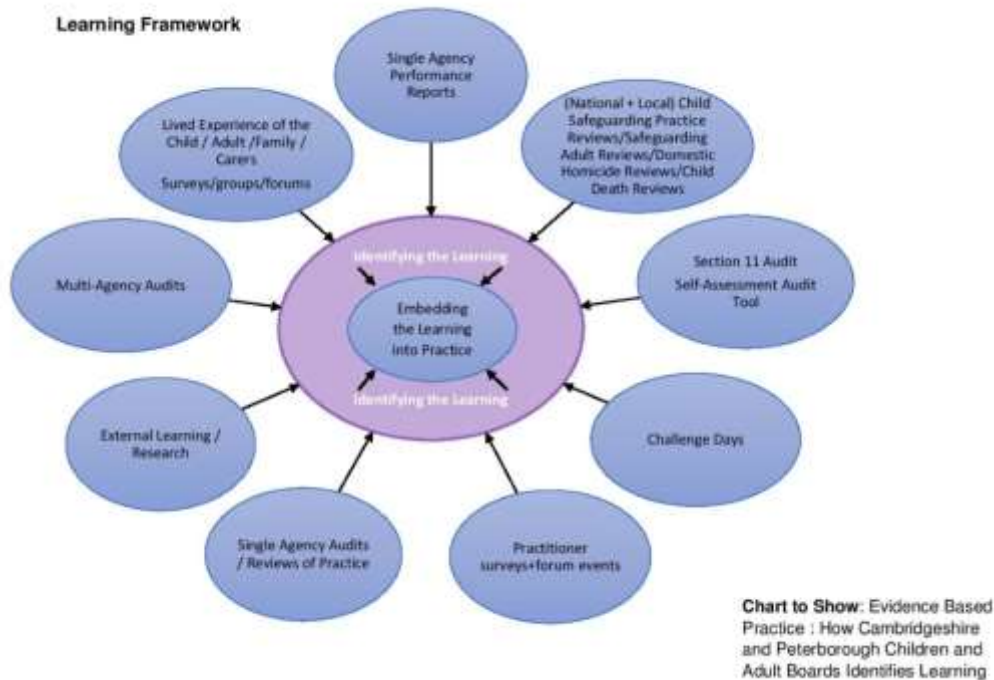 Learning Framework
Single Agency
Performance
Reports
(National + Local) Child
Safeguarding Practice
Reviews/Safeguarding
Adult Reviews/Domestic
Homicide Reviews/Child
Death Reviews
Lived Experience of the
Child / Adult /Family /
Carers
Surveys/groups/forums
Identifying the Learning
Section 11 Audit
Self-Assessment Audit
Tool
Multi-Agency Audits
Embedding
the Learning
into Practice
Identifying the Learning
External Learning /
Research
Challenge Days
Single Agency Audits
/ Reviews of Practice
Practitioner
surveys+forum events
Chart to Show: Evidence Based
Practice : How Cambridgeshire
and Peterborough Children and
Adult Boards Identifies Learning